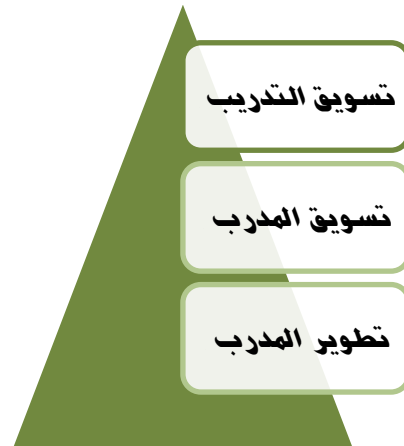 تسويق التدريب
تسويق المدرب
تطوير المدرب